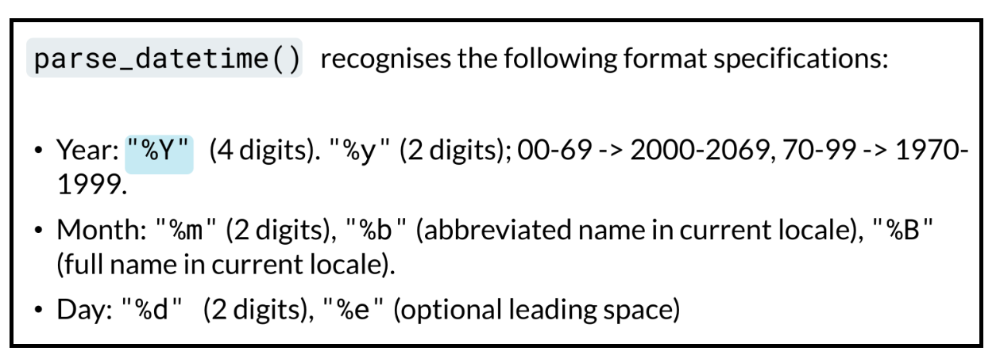 parse_datetime() recognises the following format specifications:
• Year: "%Y" (4 digits). "%y" (2 digits); 00-69 -> 2000-2069, 70-99 -> 1970-
1999.
• Month: "%m" (2 digits), "%b" (abbreviated name in current locale), "%B"
(full name in current locale).
• Day: "%d" (2 digits), "%e" (optional leading space)